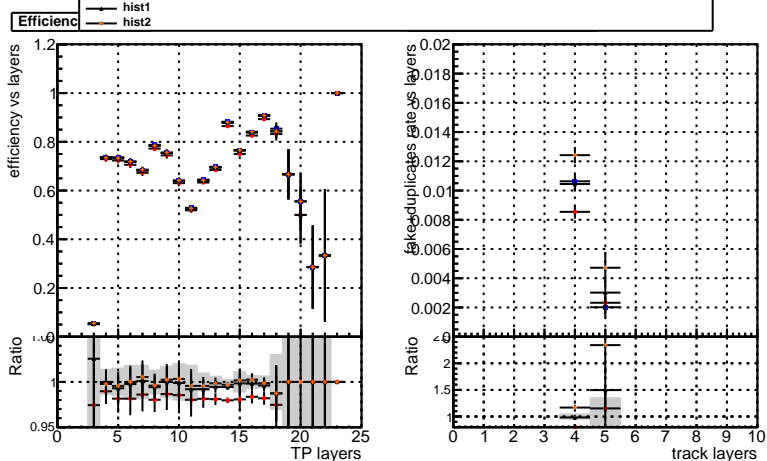 hist1
Efficienc
hist2
efficiency vs layers
1.2
1
0.8
0.6
0.4
0.2
0
Ratio
1
0.95
0 5 10 15 20 25
TP layers
fake+duplicates rate vs layers
0.02
0.018
0.016
0.014
0.012
0.01
0.008
0.006
0.004
0.002
Ratio
2
1.5
1
0 1 2 3 4 5 6 7 8 9 10
track layers